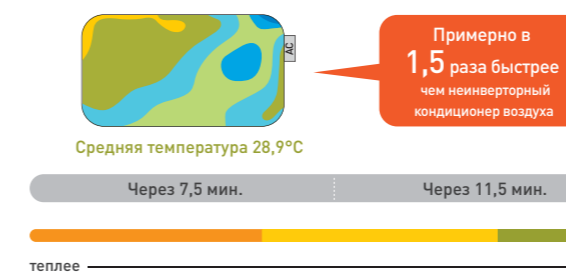 AC
Примерно в
1,5 раза быстрее
чем неинверторный
кондиционер воздуха
Средняя температура 28,9°C
Через 7,5 мин.
Через 11,5 мин.
теплее